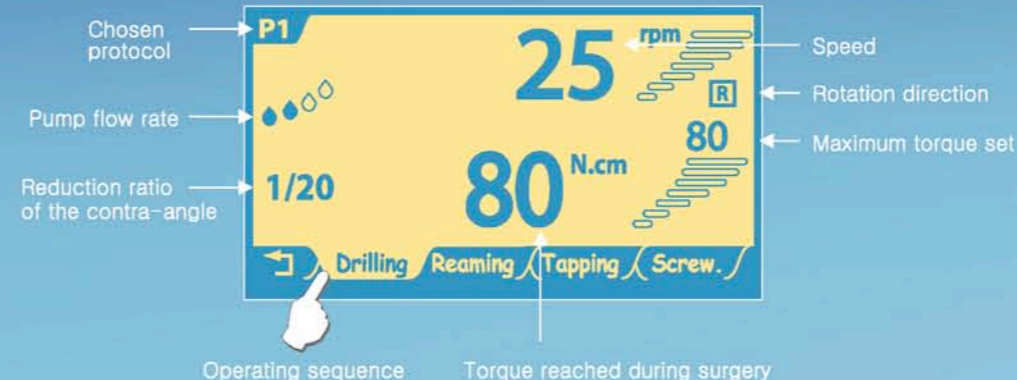 Chosen
protocol
P1
25 rpm
Speed
R
Rotation direction
Pump flow rate
80
Maximum torque set
Reduction ratio
of the contra-angle
1/20
80 N.cm
Drilling Reaming Tapping Screw.
Operating sequence
Torque reached during surgery